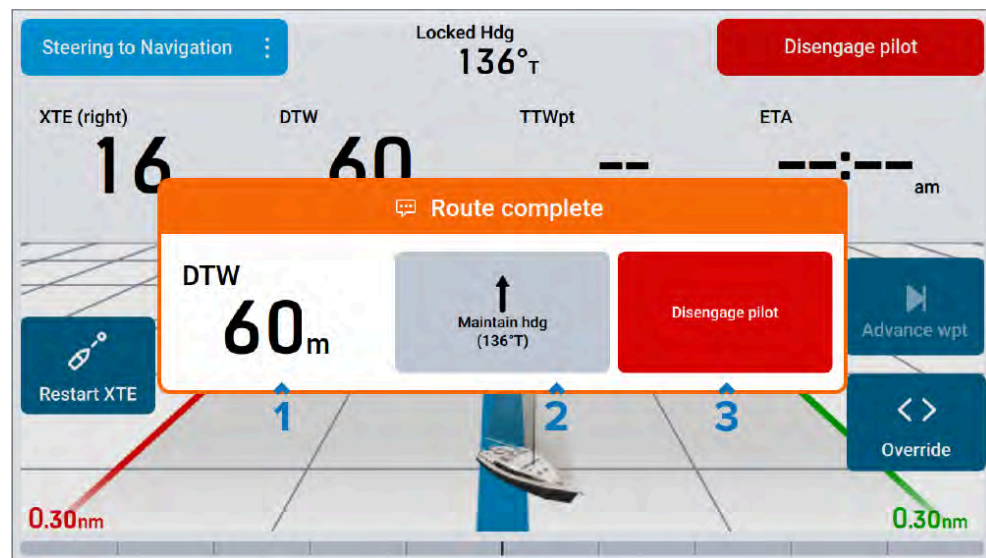 Steering to Navigation
Locked Hdg
136°T
Disengage pilot
XTE (right)
DTW
TTWpt
ETA
16
60
--
--:--
am
Route complete
DTW
60m
Maintain hdg
(136°T)
Disengage pilot
Advance wpt
Restart XTE
1
2
3
Override
0.30nm
0.30nm